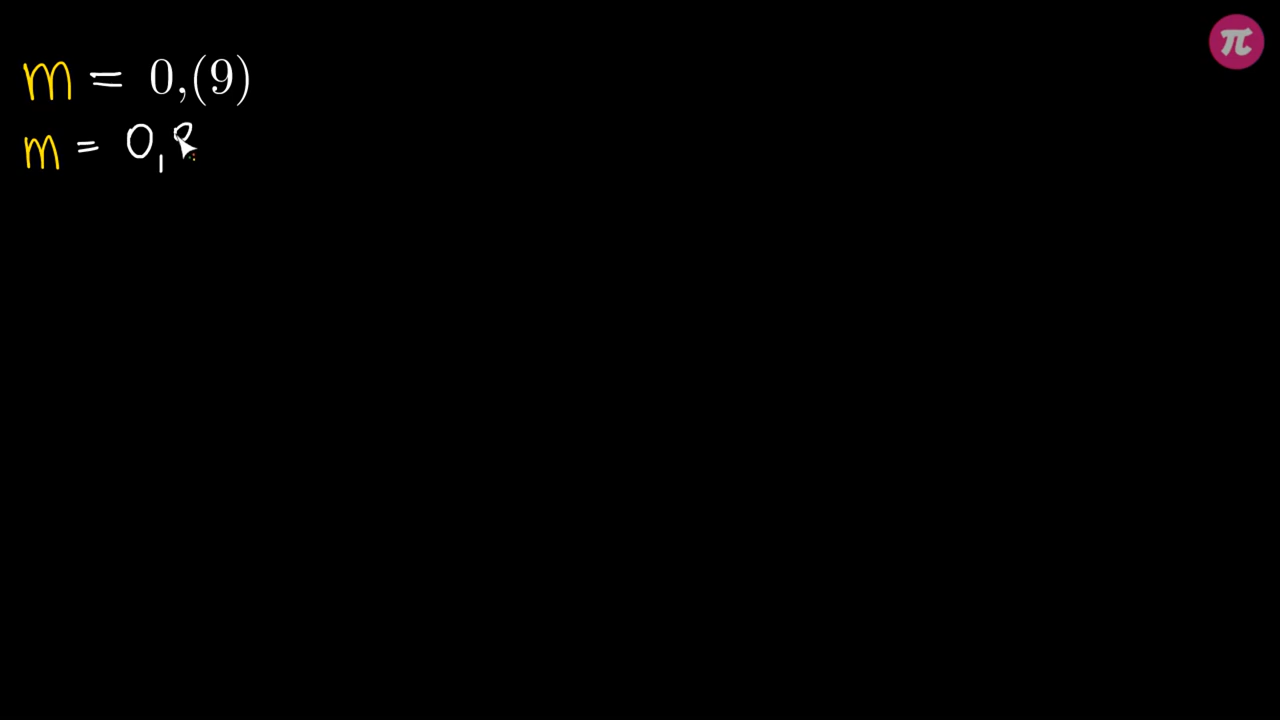 m = 0,(9)
m = 0,
π